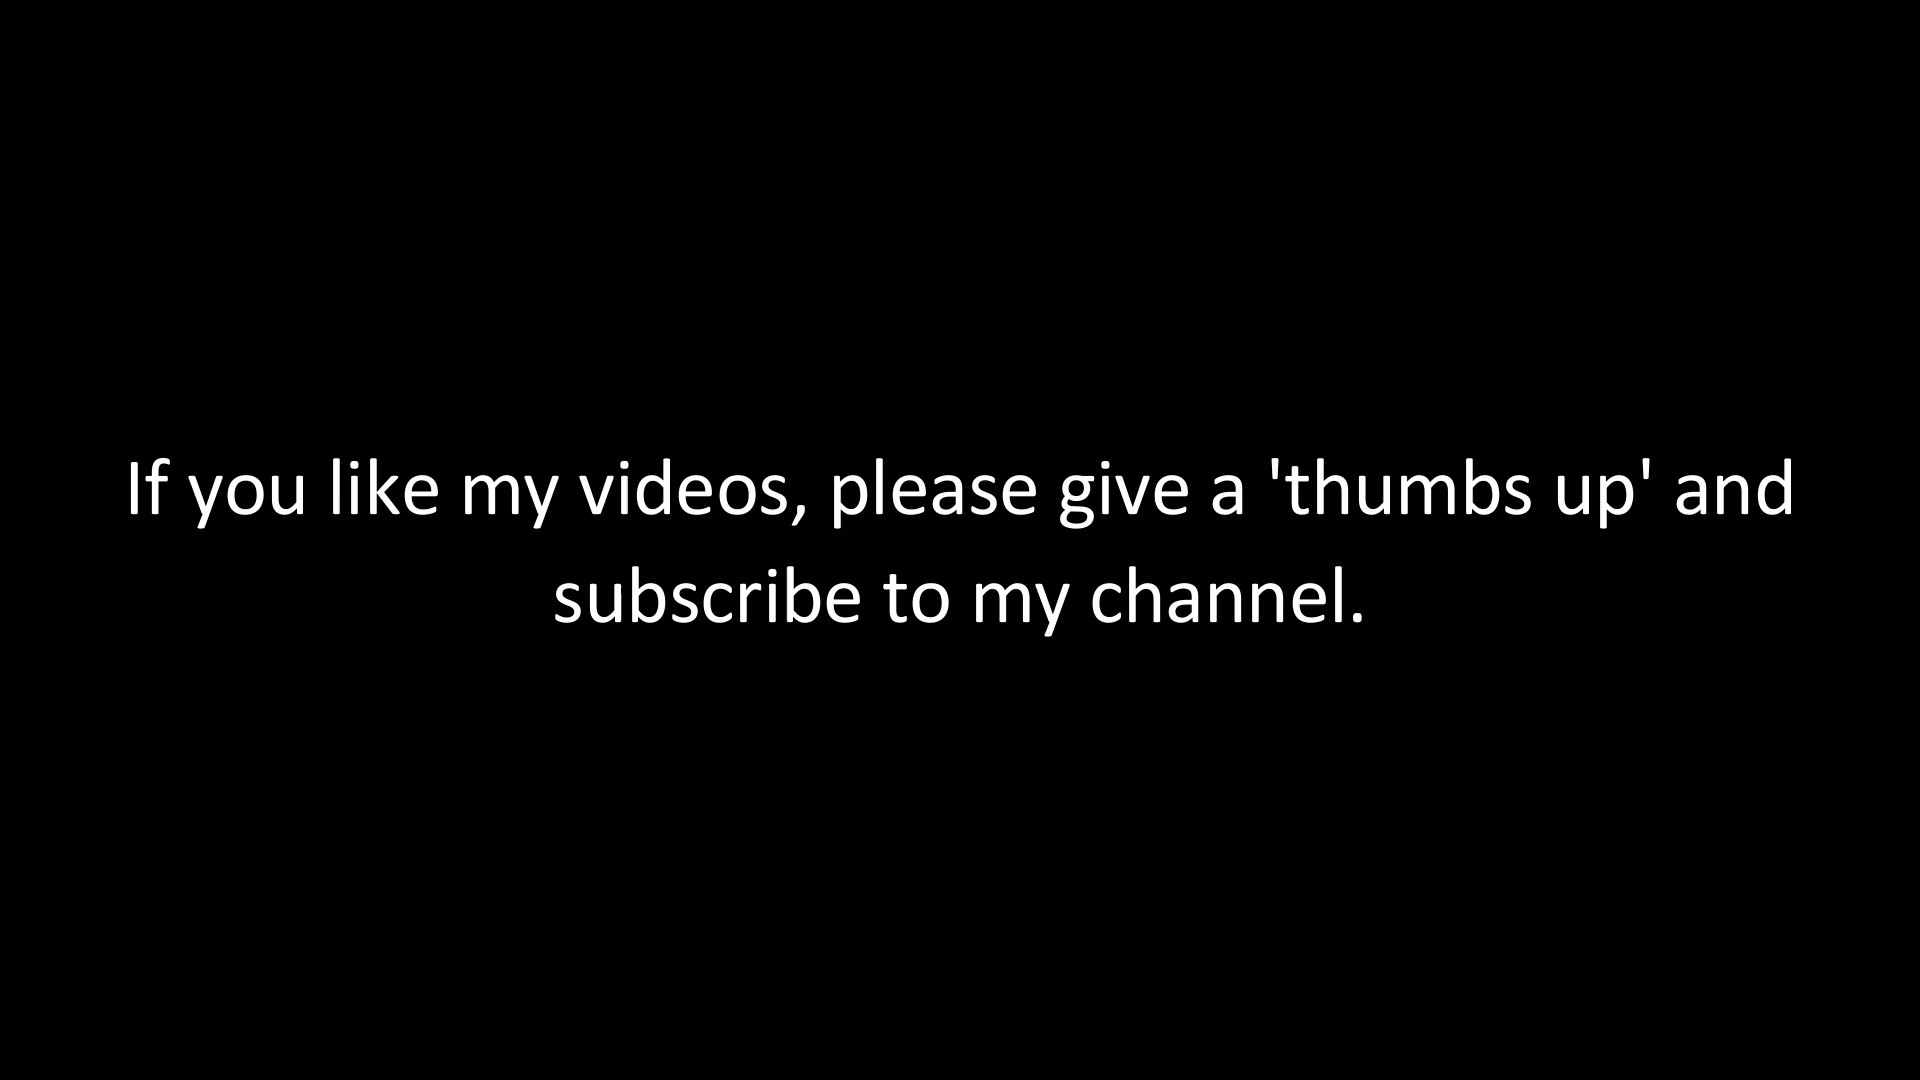 If you like my videos, please give a 'thumbs up' and
subscribe to my channel.